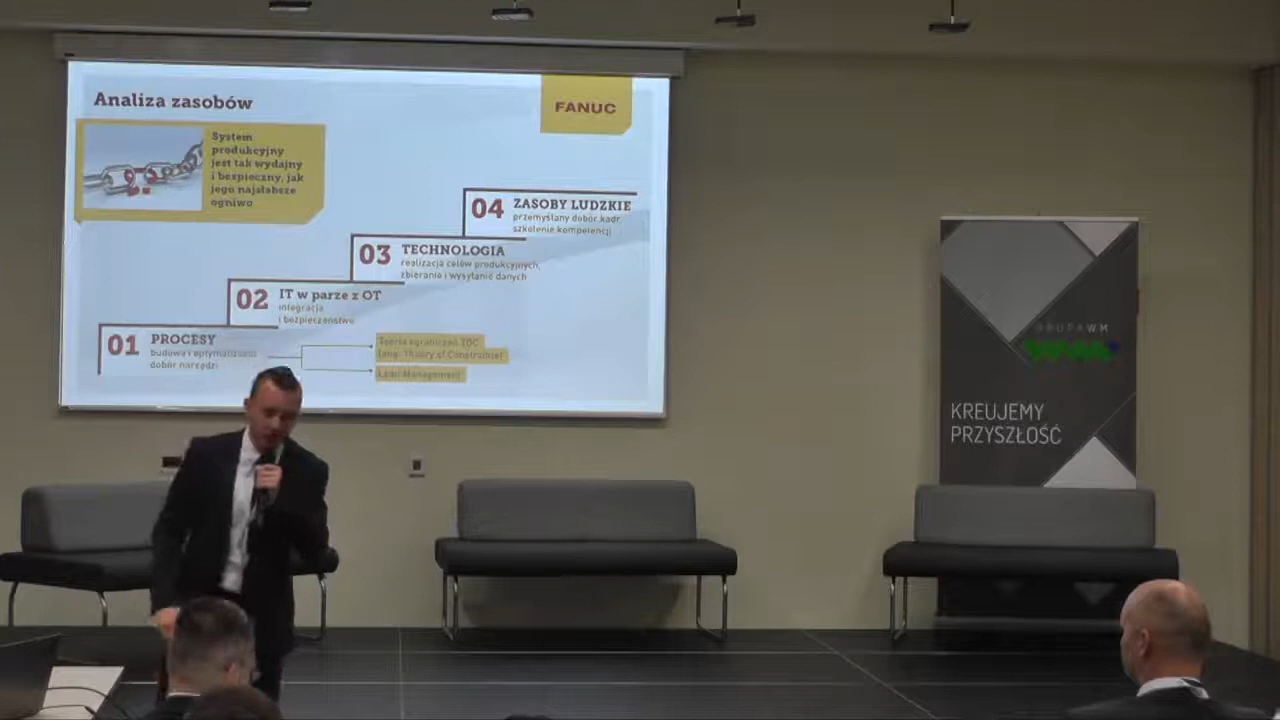 Analiza zasobów
FANUC
System
produkcyjny
jest tak wydajny
i bezpieczny, jak
jego najsłabsze
ogniwo
04 ZASOBY LUDZKIE
przemyślany dobór kadr
szkolenie kompetencji
03 TECHNOLOGIA
realizacja celów produkcyjnych,
zbieranie i wysyłanie danych
02 IT w parze z OT
integracja
i bezpieczeństwo
01 PROCESY
budowa i optymalizacja
dobór narzędzi
Teoria ograniczeń TOC
(ang. Theory of Constraints)
Lean Management
GRUPA WM
KREUJEMY
PRZYSZŁOŚĆ